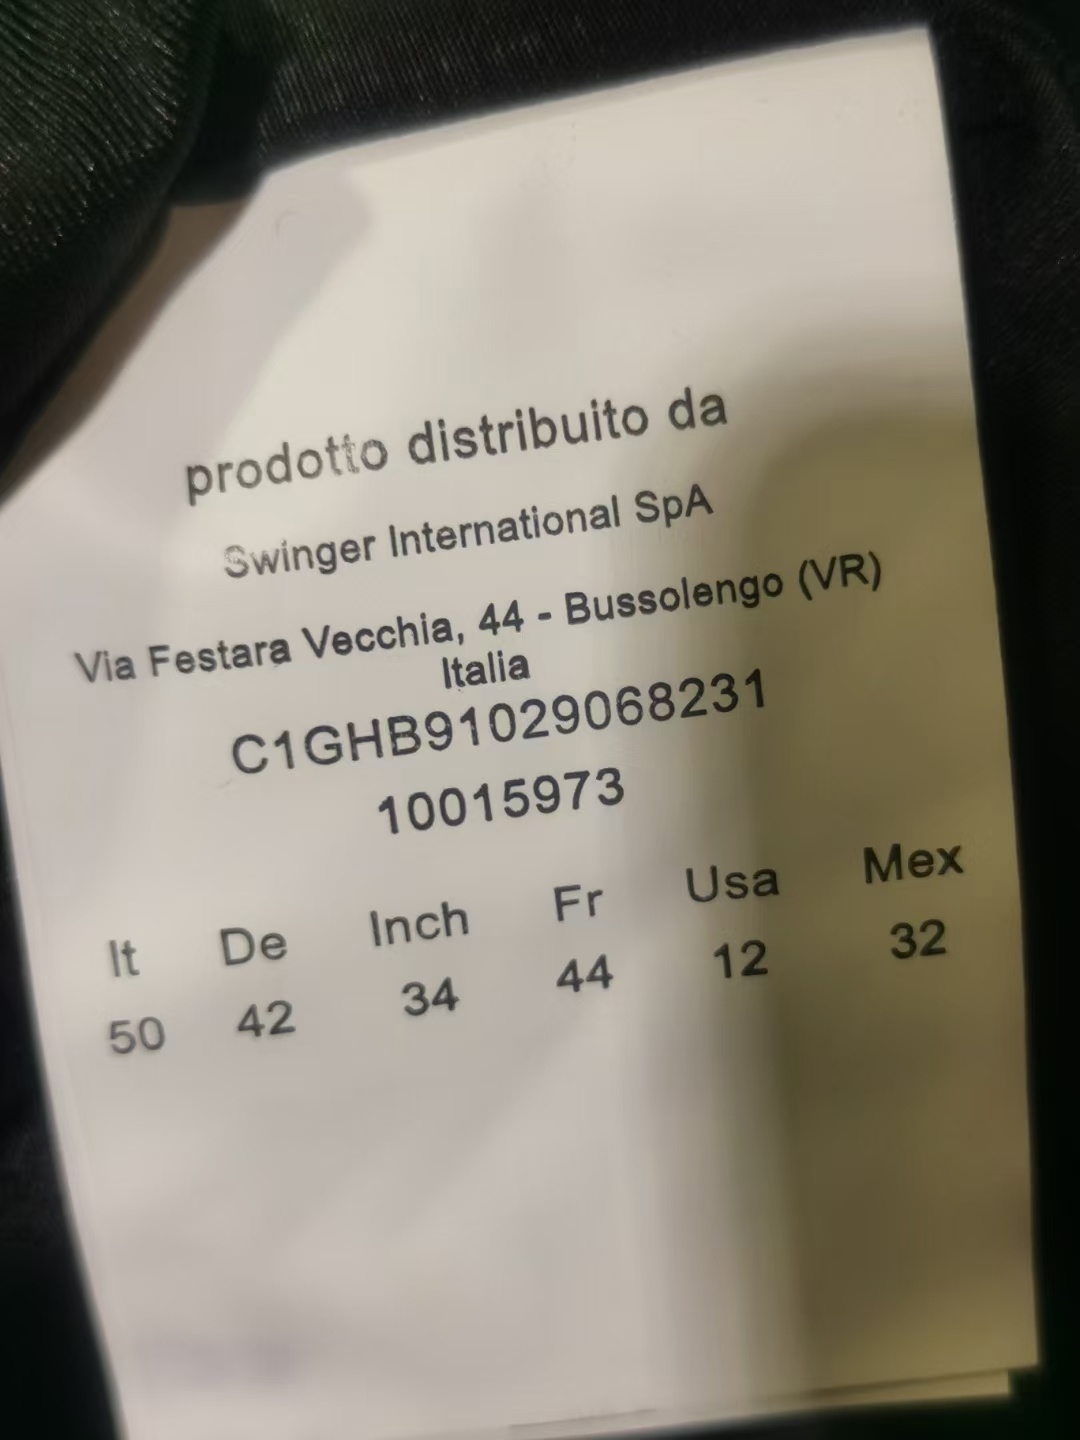 prodotto distribuito da
Swinger International SpA
Via Festara Vecchia, 44 - Bussolengo (VR)
Italia
C1GHB91029068231
10015973
It De Inch Fr Usa Mex
50 42 34 44 12 32